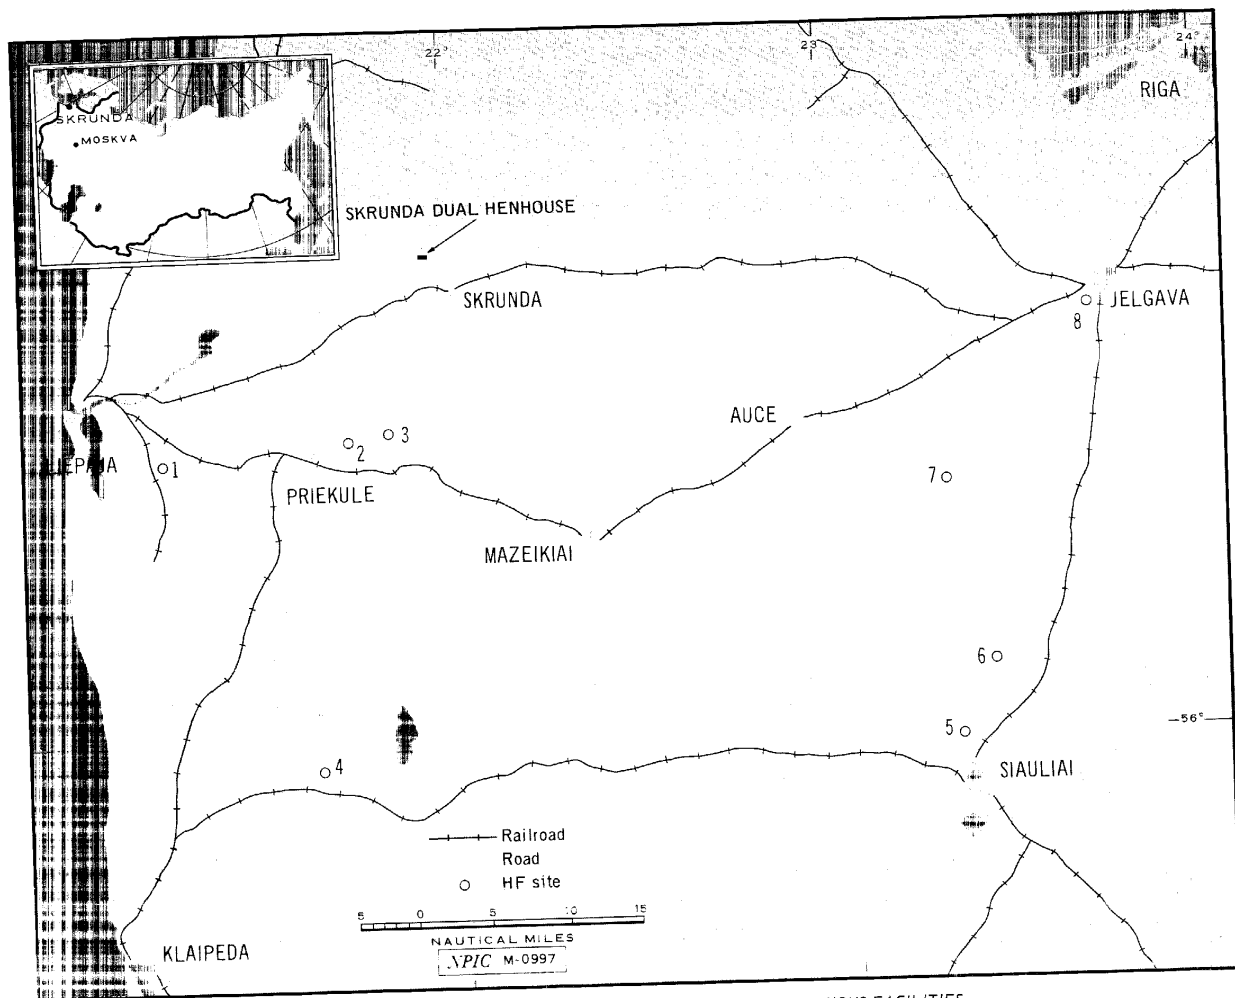 22°
23
24°
RIGA
SKRUNDA
MOSKVA
SKRUNDA DUAL HENHOUSE
SKRUNDA
JELGAVA
8
AUCE
3
2
LIEPAJA
1
7
PRIEKULE
MAZEIKIAI
6
56°
5
4
SIAULIAI
Railroad
Road
HF site
5 0 5 10 15
NAUTICAL MILES
NPIC M-0997
KLAIPEDA
FACILITIES